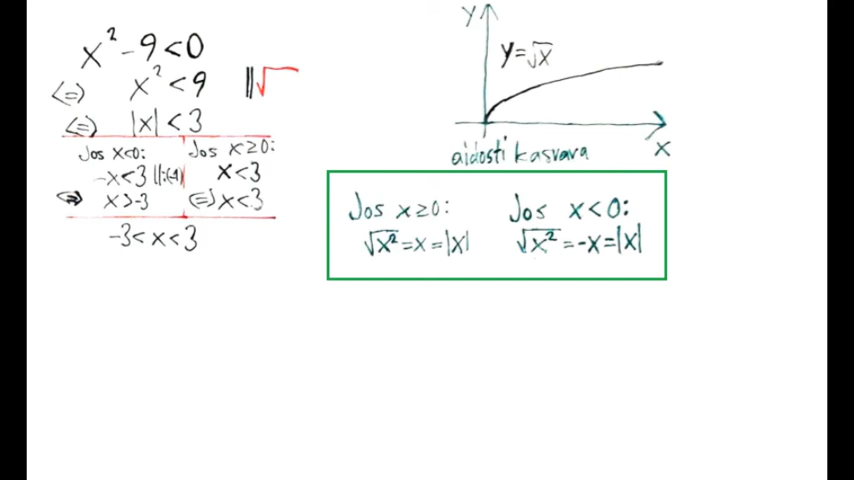 x² - 9 < 0
<=> x² < 9 ||√
<=> |x| < 3
Jos x<0: Jos x≥0:
-x<3 ||:(-1) x<3
<=> x>-3 <=> x<3
-3<x<3
y
y=√x
x
aidosti kasvava
Jos x≥0: Jos x<0:
√x² = x = |x| √x² = -x = |x|